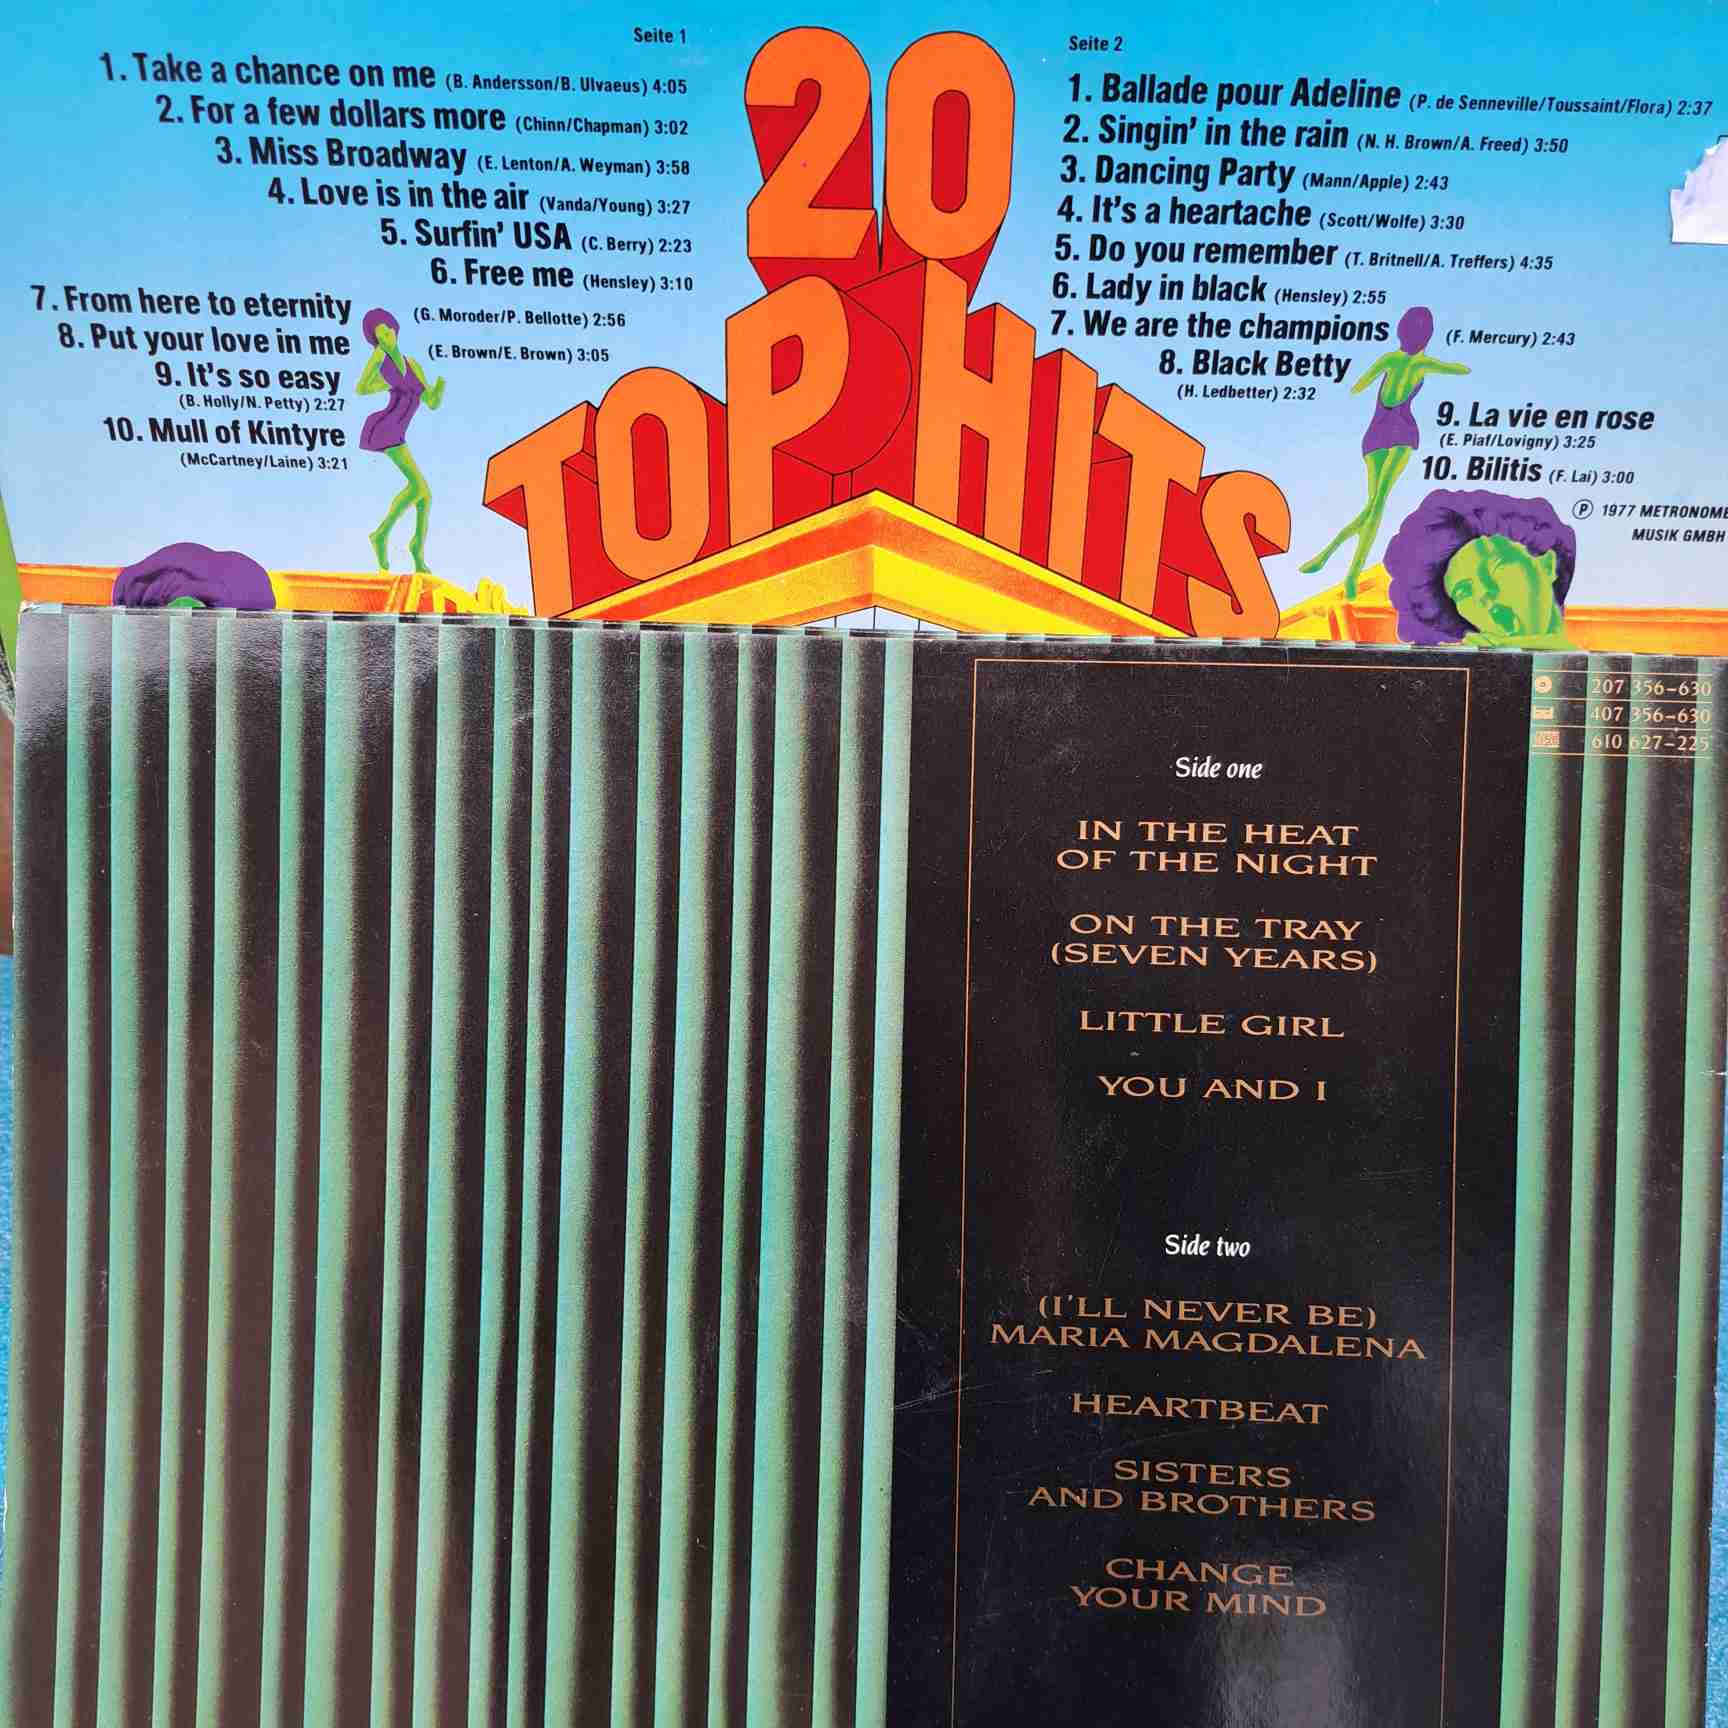 Seite 1
1. Take a chance on me (B. Andersson/B. Ulvaeus) 4:05
2. For a few dollars more (Chinn/Chapman) 3:02
3. Miss Broadway (E. Lenton/A. Weyman) 3:58
4. Love is in the air (Vanda/Young) 3:27
5. Surfin' USA (C. Berry) 2:23
6. Free me (Hensley) 3:10
7. From here to eternity (G. Moroder/P. Bellotte) 2:56
8. Put your love in me (E. Brown/E. Brown) 3:05
9. It's so easy
(B. Holly/N. Petty) 2:27
10. Mull of Kintyre
(McCartney/Laine) 3:21
20
TOP HITS
Seite 2
1. Ballade pour Adeline (P. de Senneville/Toussaint/Flora) 2:37
2. Singin' in the rain (N. H. Brown/A. Freed) 3:50
3. Dancing Party (Mann/Apple) 2:43
4. It's a heartache (Scott/Wolfe) 3:30
5. Do you remember (T. Britnell/A. Treffers) 4:35
6. Lady in black (Hensley) 2:55
7. We are the champions (F. Mercury) 2:43
8. Black Betty
(H. Ledbetter) 2:32
9. La vie en rose
(E. Piaf/Lovigny) 3:25
10. Bilitis (F. Lai) 3:00
Ⓟ 1977 METRONOME
MUSIK GMBH
207 356-630
407 356-630
610 627-225
Side one
IN THE HEAT
OF THE NIGHT
ON THE TRAY
(SEVEN YEARS)
LITTLE GIRL
YOU AND I
Side two
(I'LL NEVER BE)
MARIA MAGDALENA
HEARTBEAT
SISTERS
AND BROTHERS
CHANGE
YOUR MIND